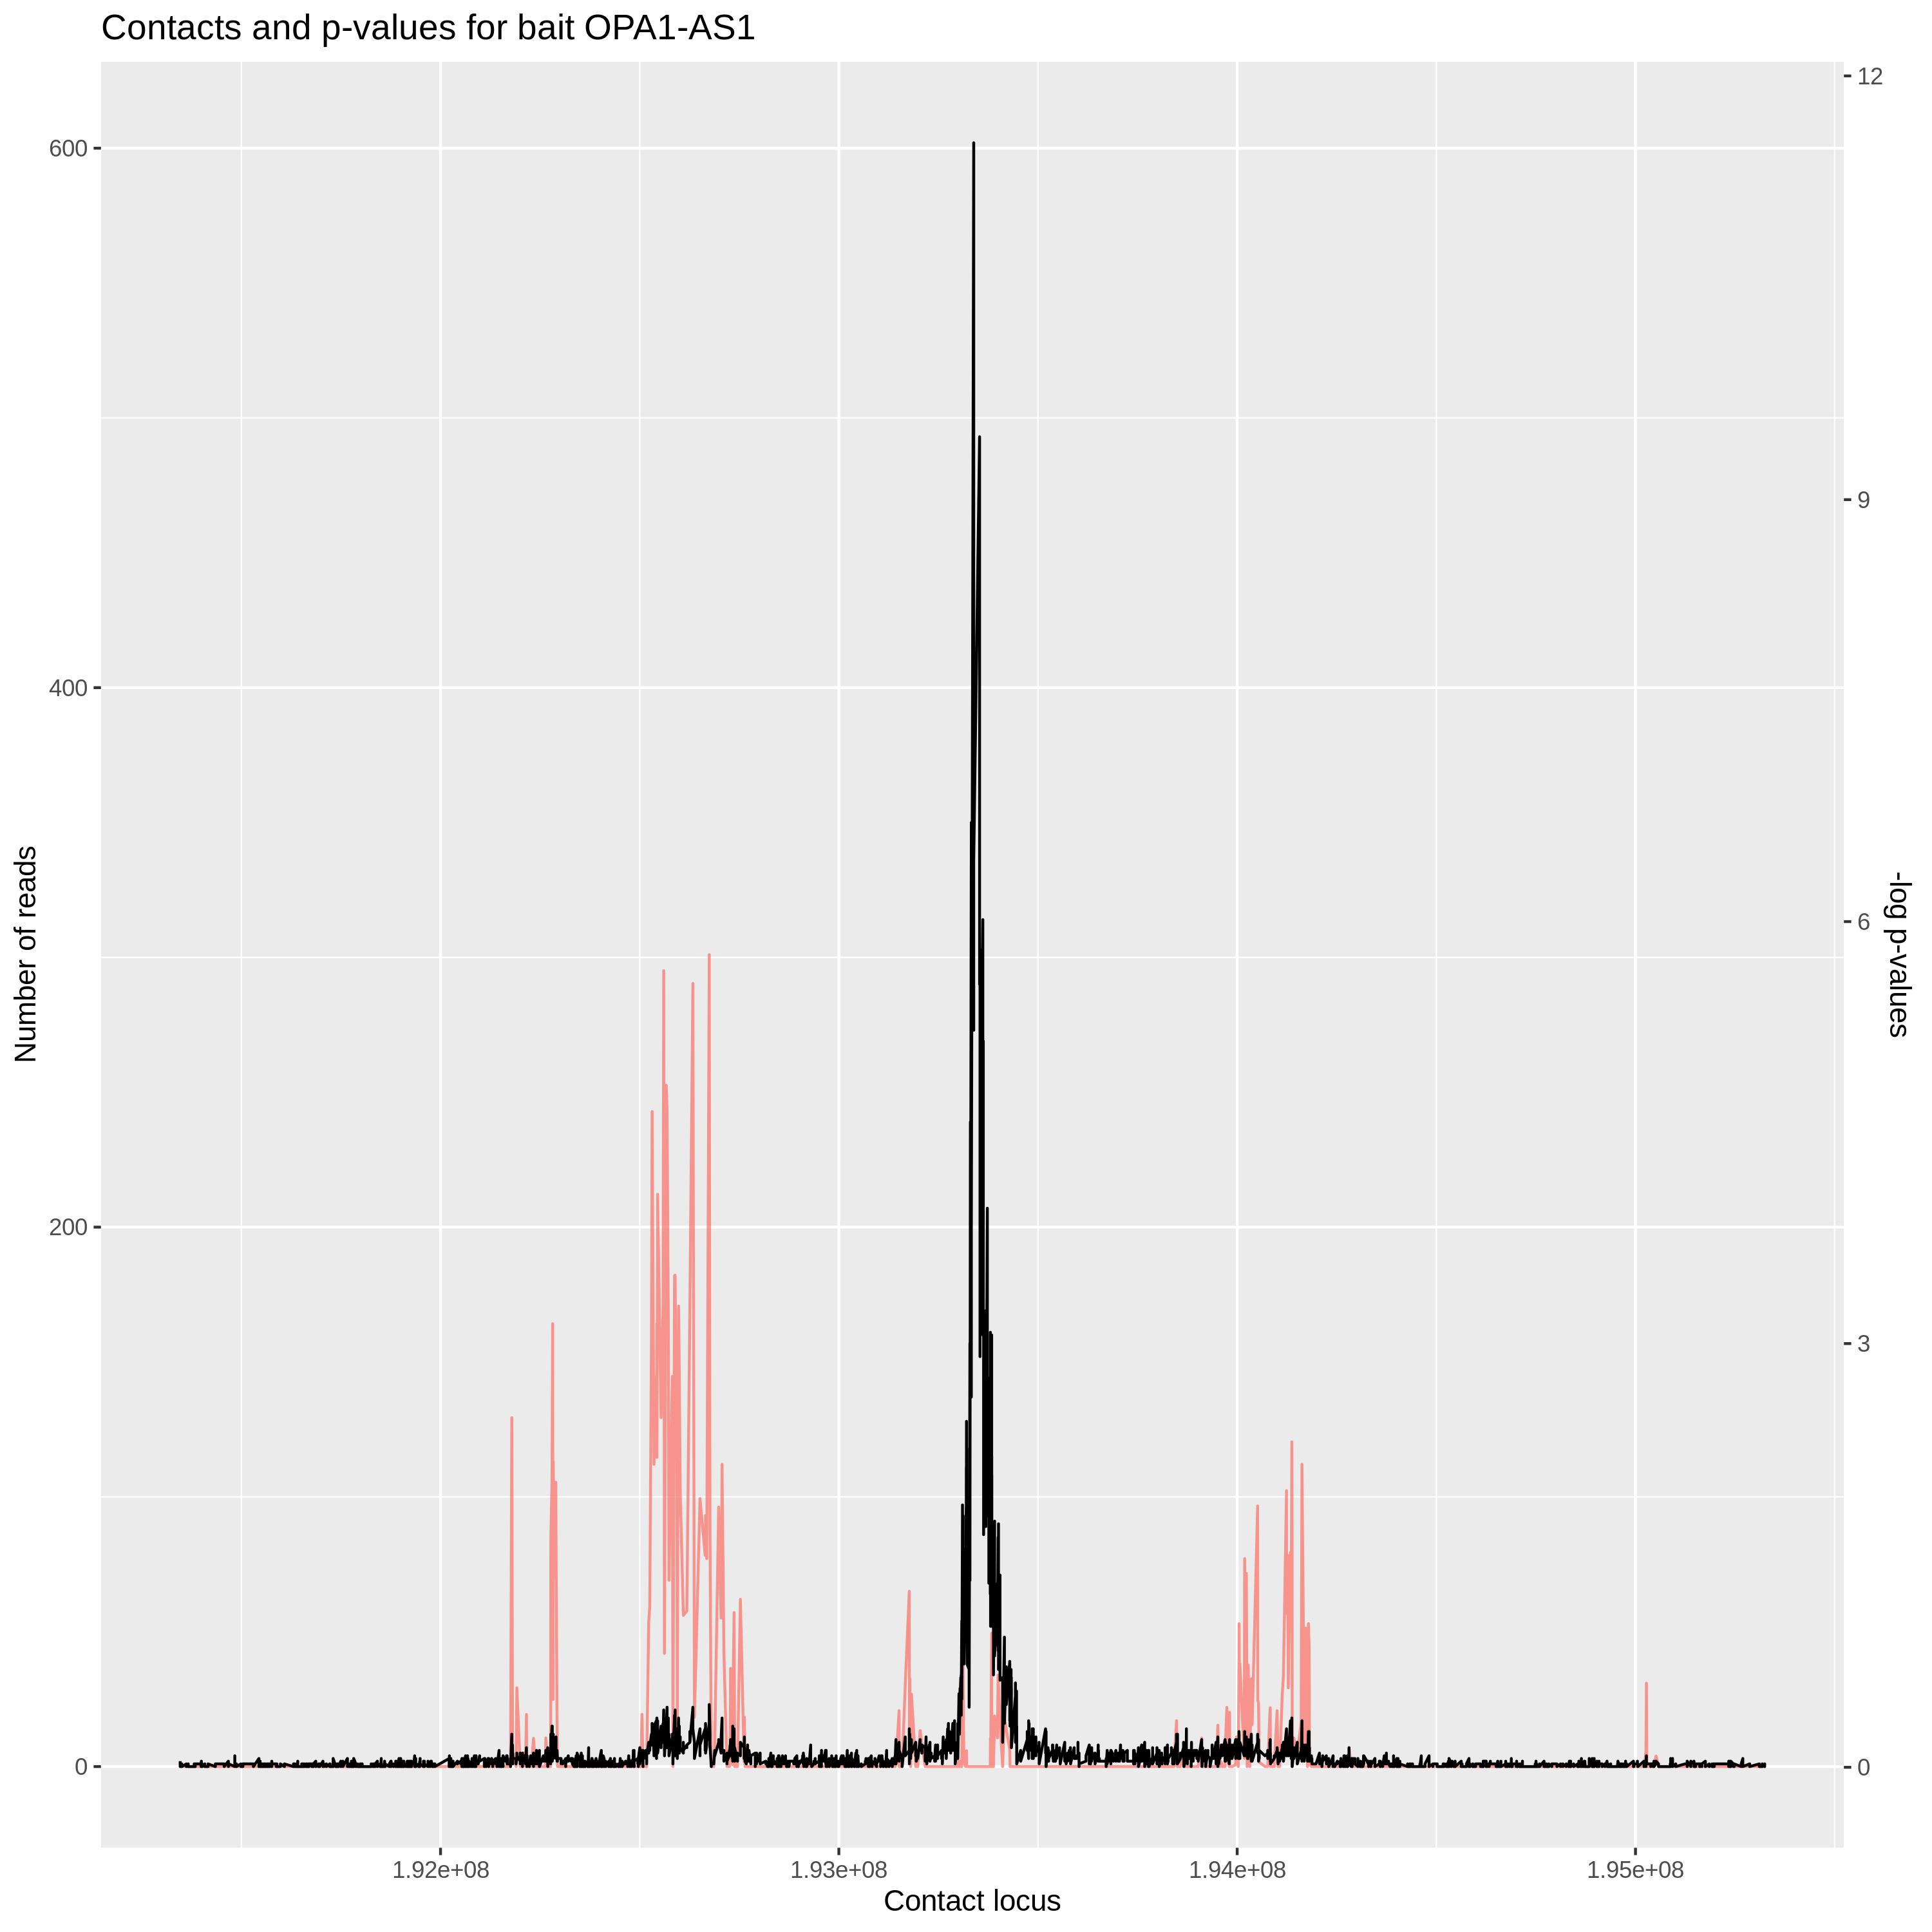 Contacts and p-values for bait OPA1-AS1
12
600
9
400
6
Number of reads
-log p-values
200
3
0
0
1.92e+08
1.93e+08
1.94e+08
1.95e+08
Contact locus